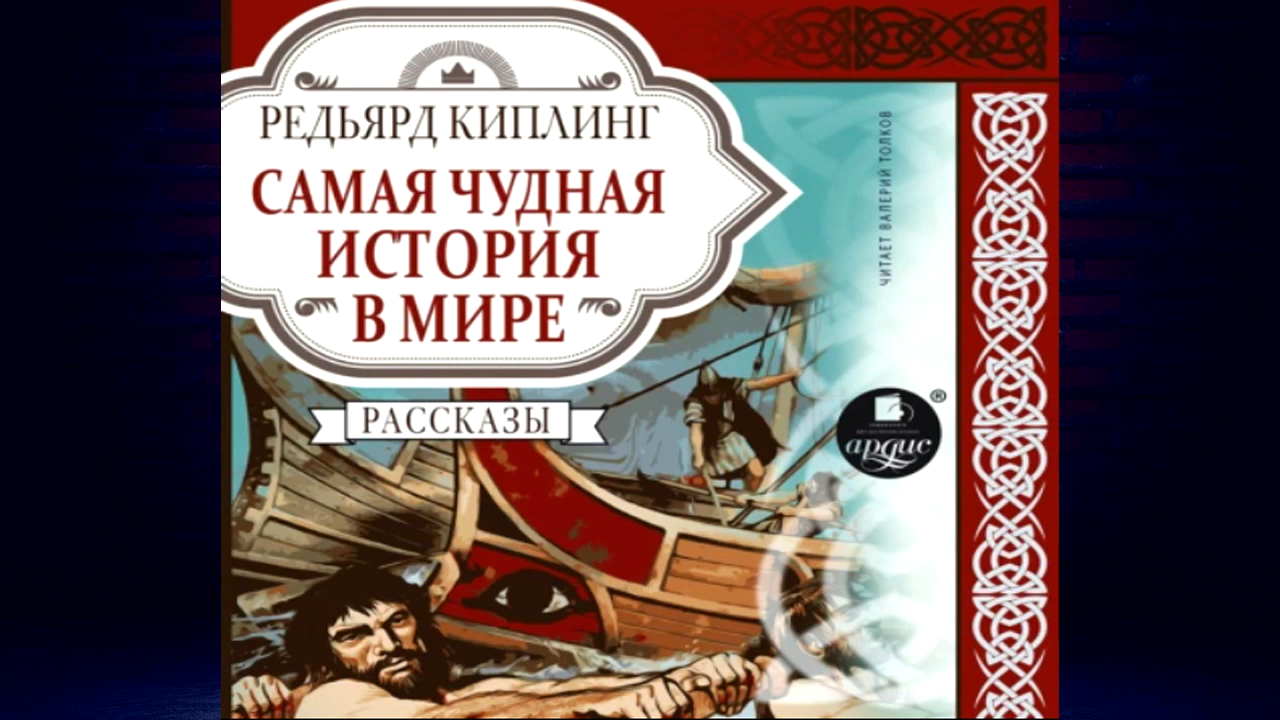 РЕДЬЯРД КИПЛИНГ
САМАЯ ЧУДНАЯ
ИСТОРИЯ
В МИРЕ
РАССКАЗЫ
ЧИТАЕТ ВАЛЕРИЙ ТОЛКОВ
®
ардис